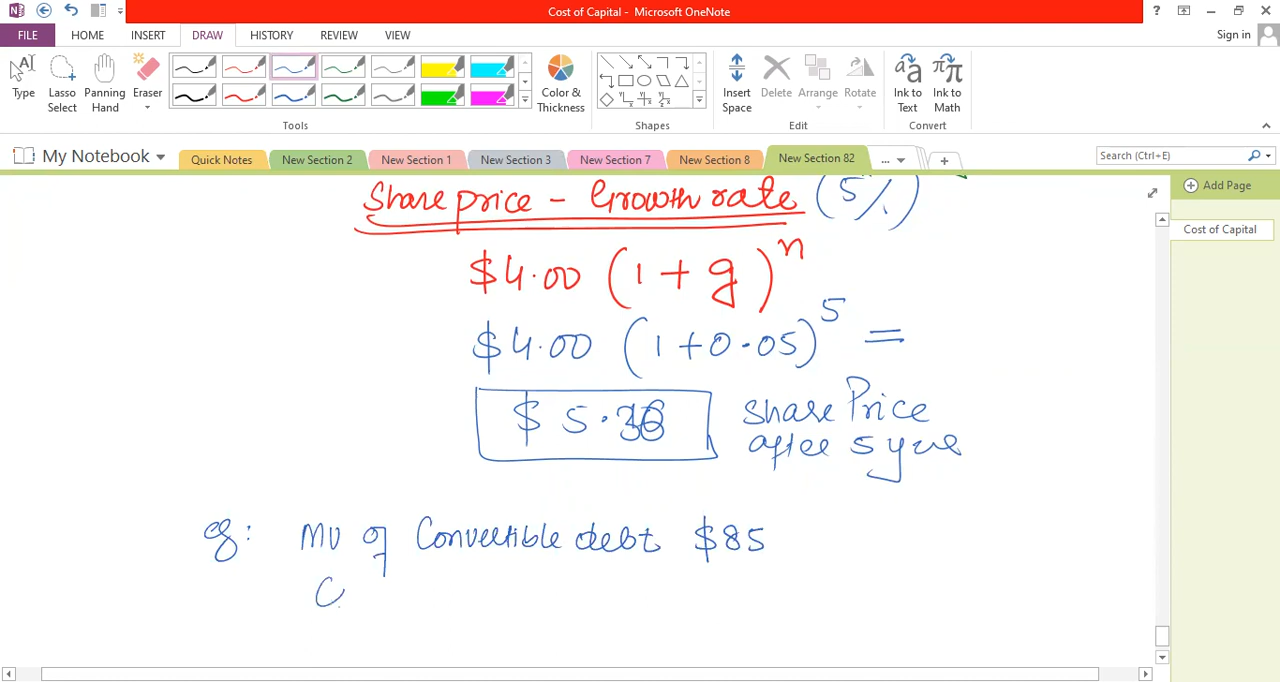 Cost of Capital - Microsoft OneNote
?
FILE HOME INSERT DRAW HISTORY REVIEW VIEW
Sign in
Type
Lasso Select
Panning Hand
Eraser
Color & Thickness
Insert Space
Delete
Arrange
Rotate
Ink to Text
Ink to Math
Tools
Shapes
Edit
Convert
My Notebook Quick Notes New Section 2 New Section 1 New Section 3 New Section 7 New Section 8 New Section 82 ... +
Search (Ctrl+E)
Add Page
Cost of Capital
Share price - Growth rate (5%)
$4.00 (1 + g)^n
$4.00 (1 + 0.05)^5 =
$ 5.36 Share Price
after 5 years
eg: MV of Convertible debt $85
C